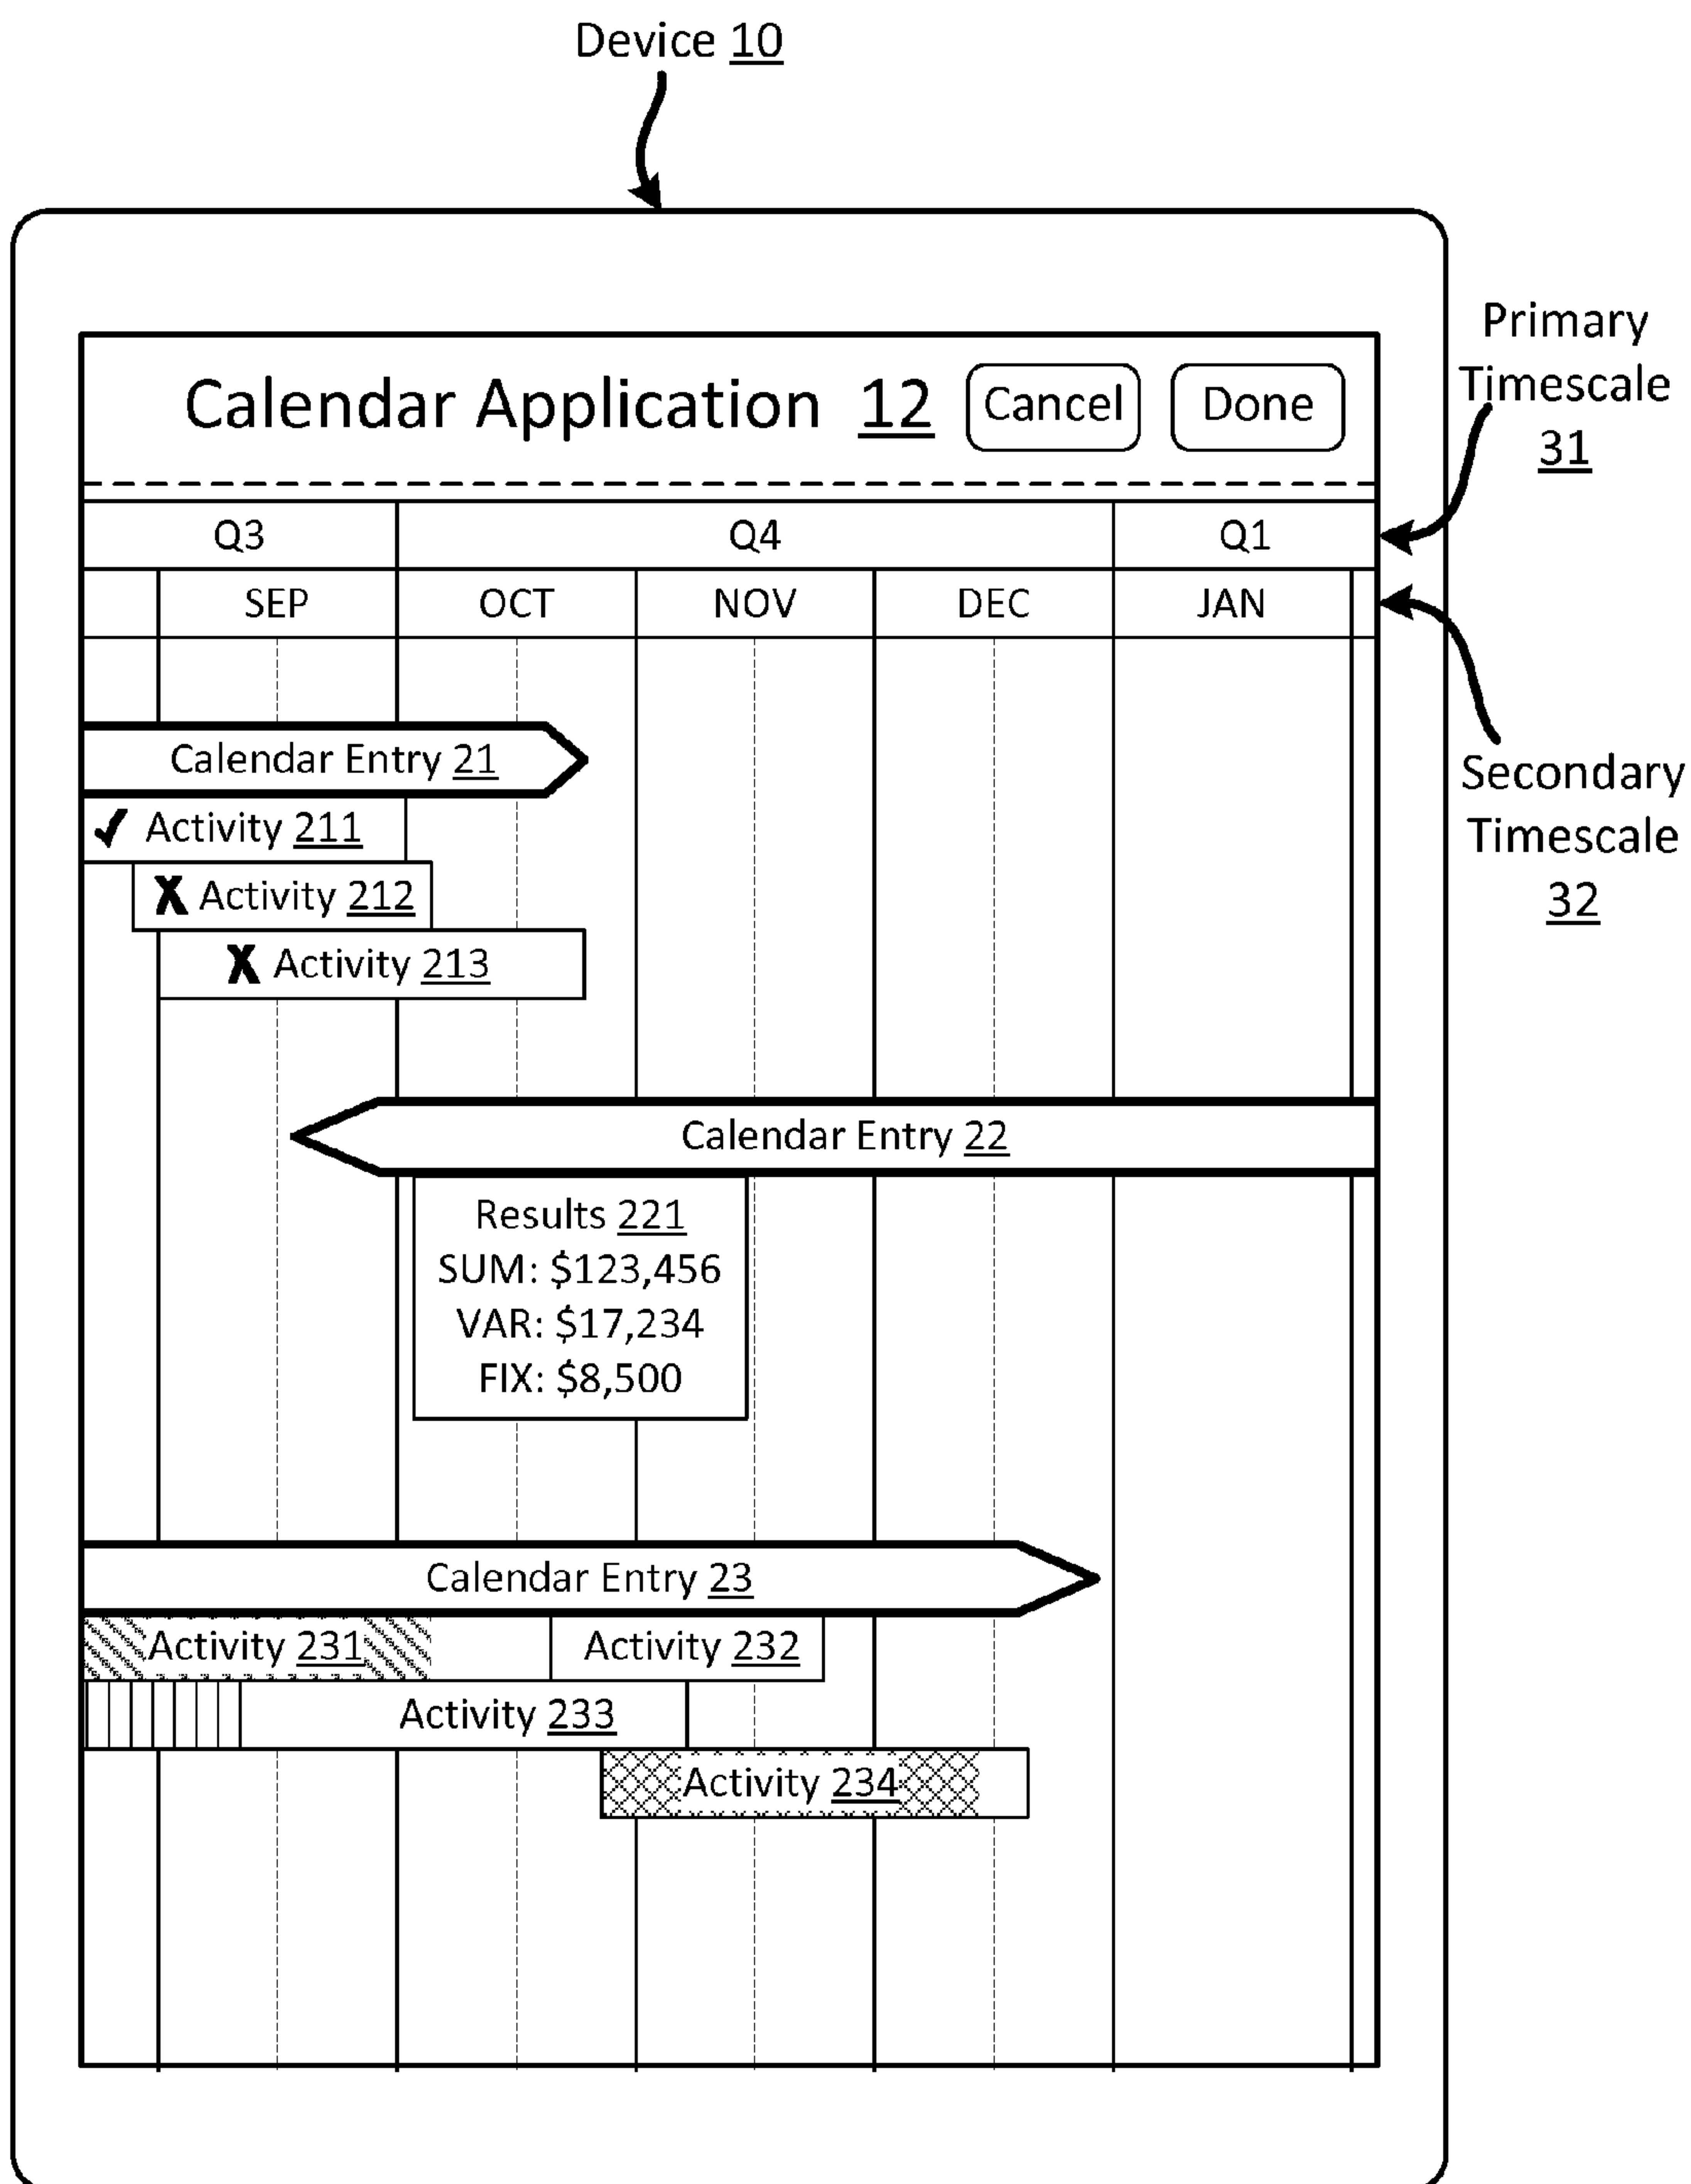 Device 10
Calendar Application 12
Cancel
Done
Primary
Timescale
31
Q3
Q4
Q1
SEP
OCT
NOV
DEC
JAN
Secondary
Timescale
32
Calendar Entry 21
✓ Activity 211
X Activity 212
X Activity 213
Calendar Entry 22
Results 221
SUM: $123,456
VAR: $17,234
FIX: $8,500
Calendar Entry 23
Activity 231
Activity 232
Activity 233
Activity 234